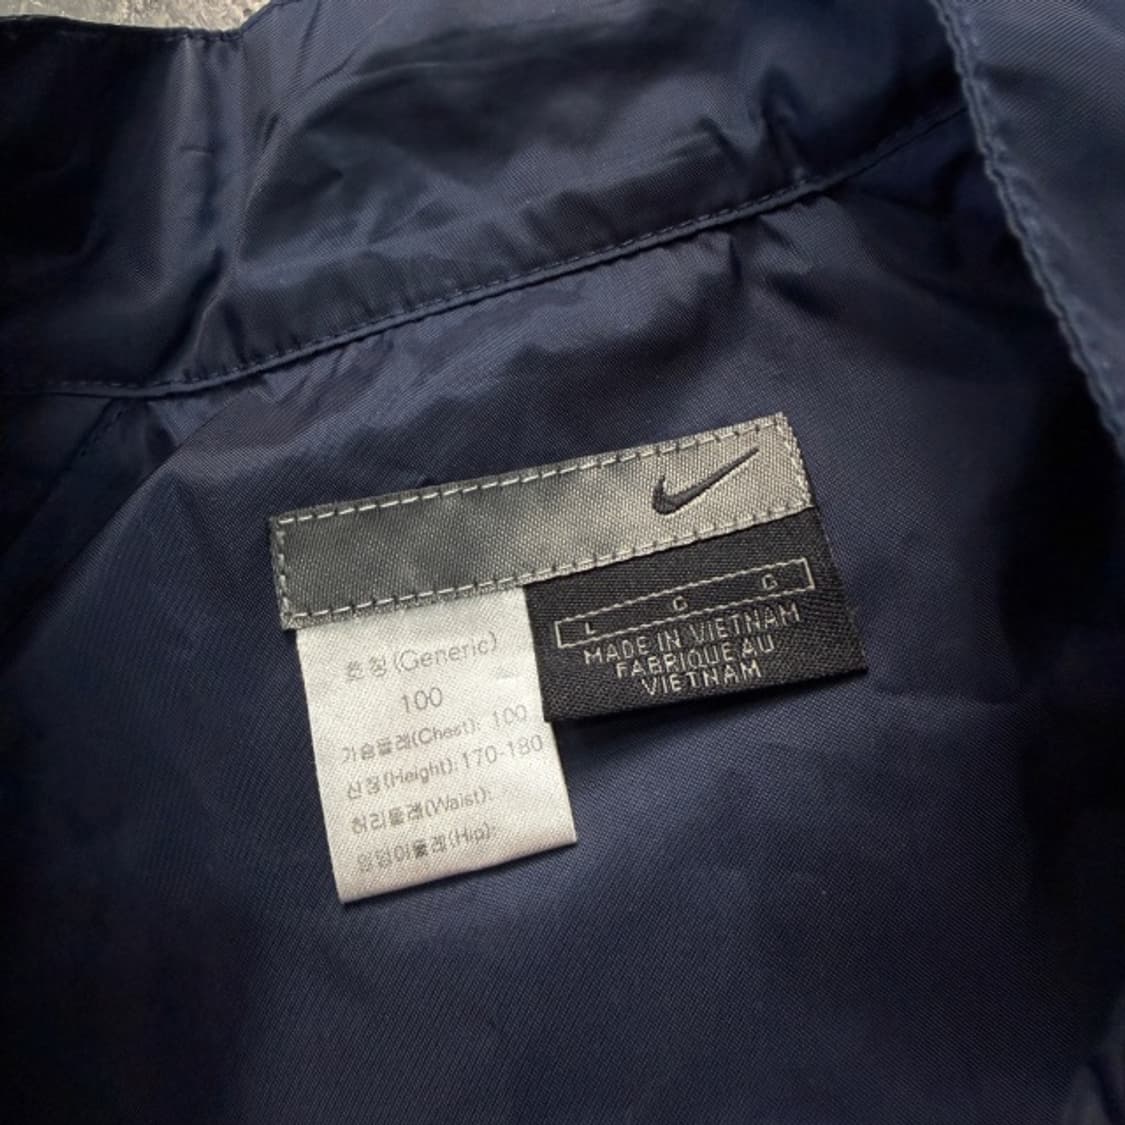 호칭(Generic)
100
가슴둘레(Chest): 100
신장(Height): 170-180
허리둘레(Waist):
엉덩이둘레(Hip):
L G G
MADE IN VIETNAM
FABRIQUE AU
VIETNAM